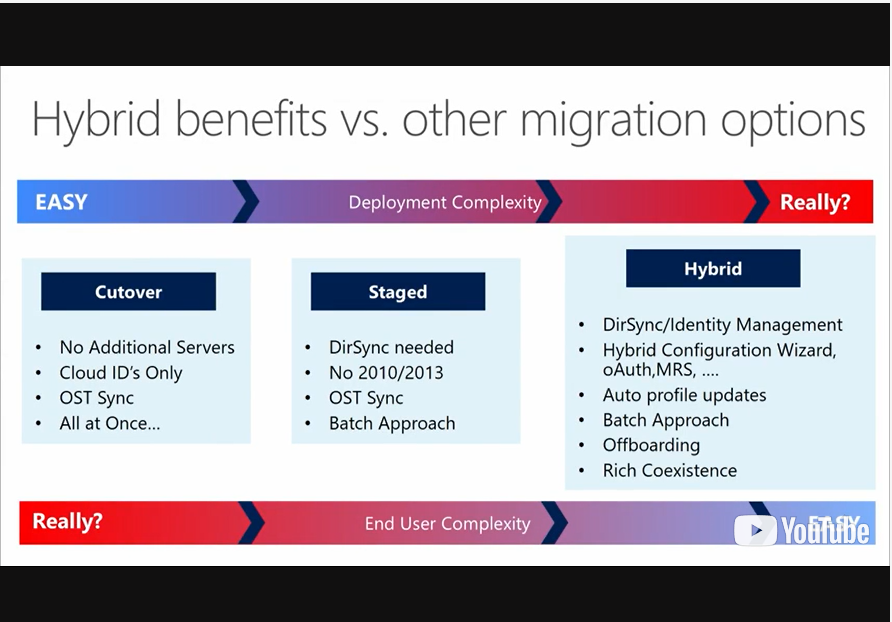 Hybrid benefits vs. other migration options
EASY
Deployment Complexity
Really?
Cutover
• No Additional Servers
• Cloud ID's Only
• OST Sync
• All at Once...
Staged
• DirSync needed
• No 2010/2013
• OST Sync
• Batch Approach
Hybrid
• DirSync/Identity Management
• Hybrid Configuration Wizard,
oAuth,MRS, ....
• Auto profile updates
• Batch Approach
• Offboarding
• Rich Coexistence
Really?
End User Complexity
EASY
YouTube